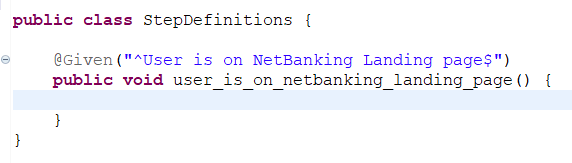 public class StepDefinitions {
@Given("^User is on NetBanking Landing page$")
public void user_is_on_netbanking_landing_page() {
}
}